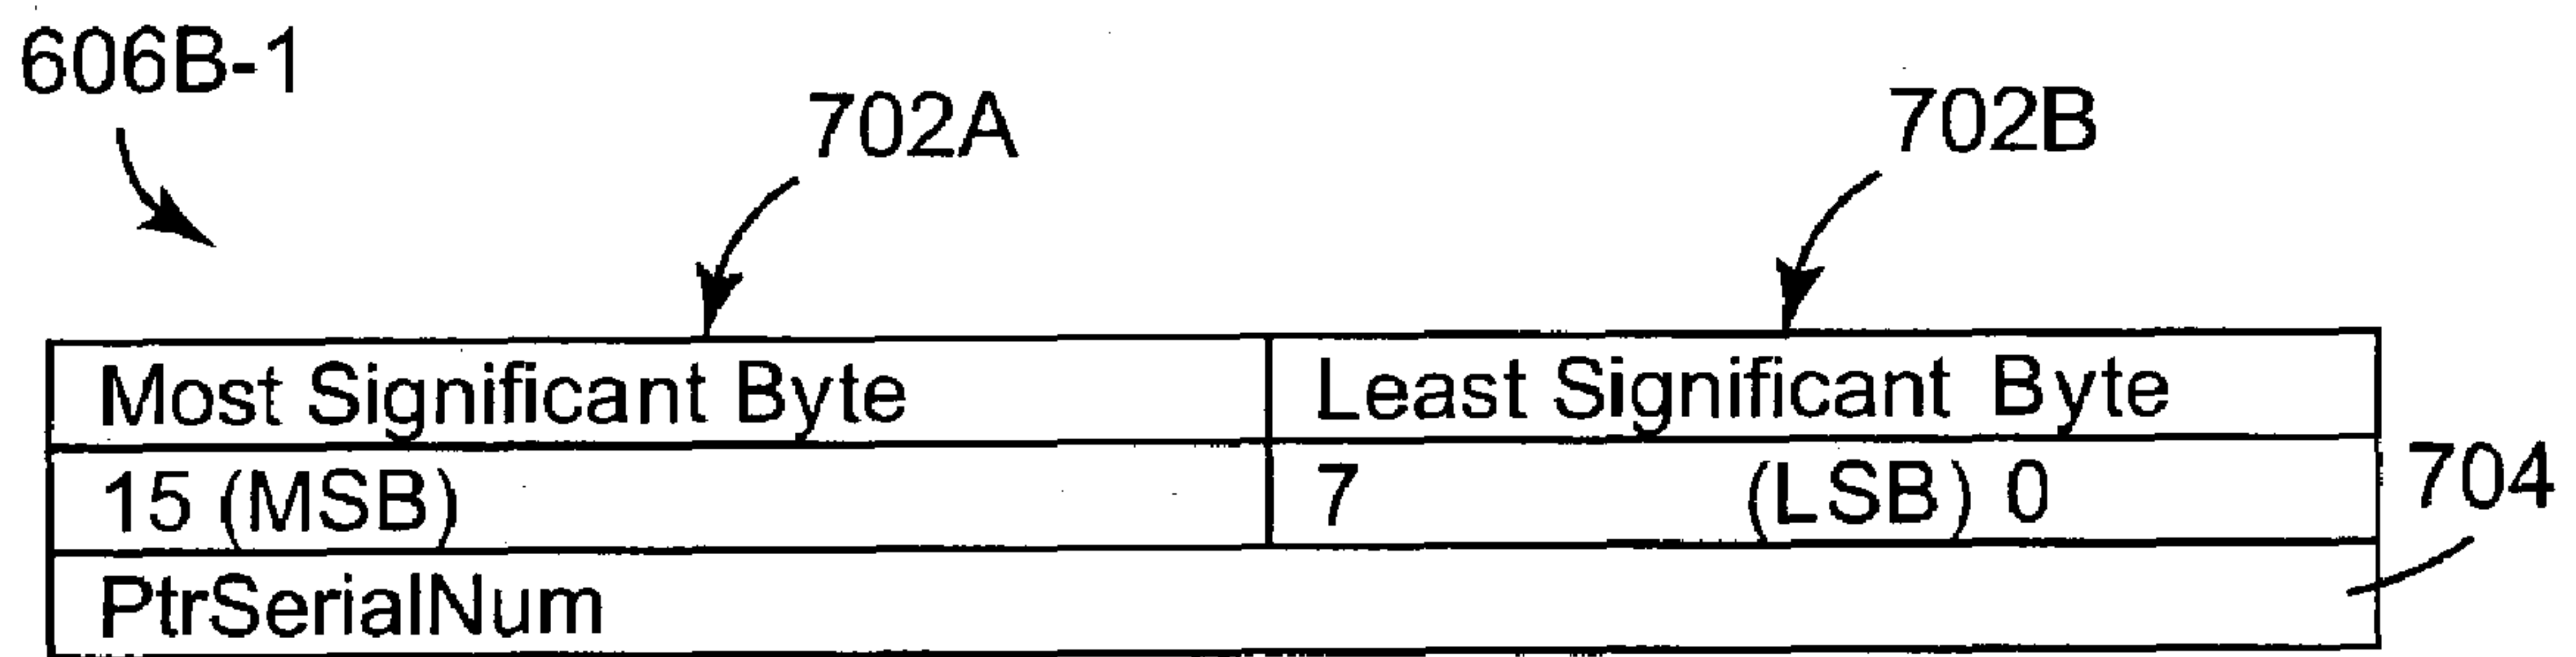 606B-1
702A
702B
Most Significant Byte Least Significant Byte
15 (MSB) 7 (LSB) 0
704
PtrSerialNum